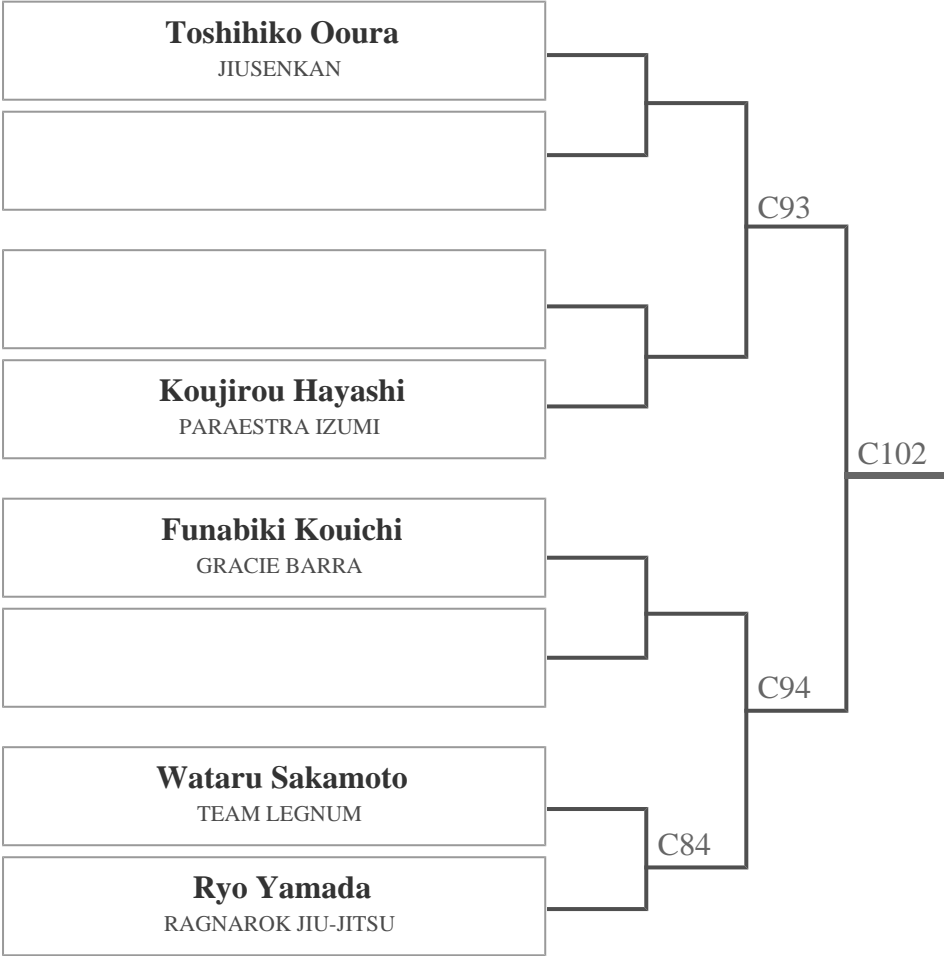 Toshihiko Ooura
JIUSENKAN
C93
Koujirou Hayashi
PARAESTRA IZUMI
C102
Funabiki Kouichi
GRACIE BARRA
C94
Wataru Sakamoto
TEAM LEGNUM
C84
Ryo Yamada
RAGNAROK JIU-JITSU